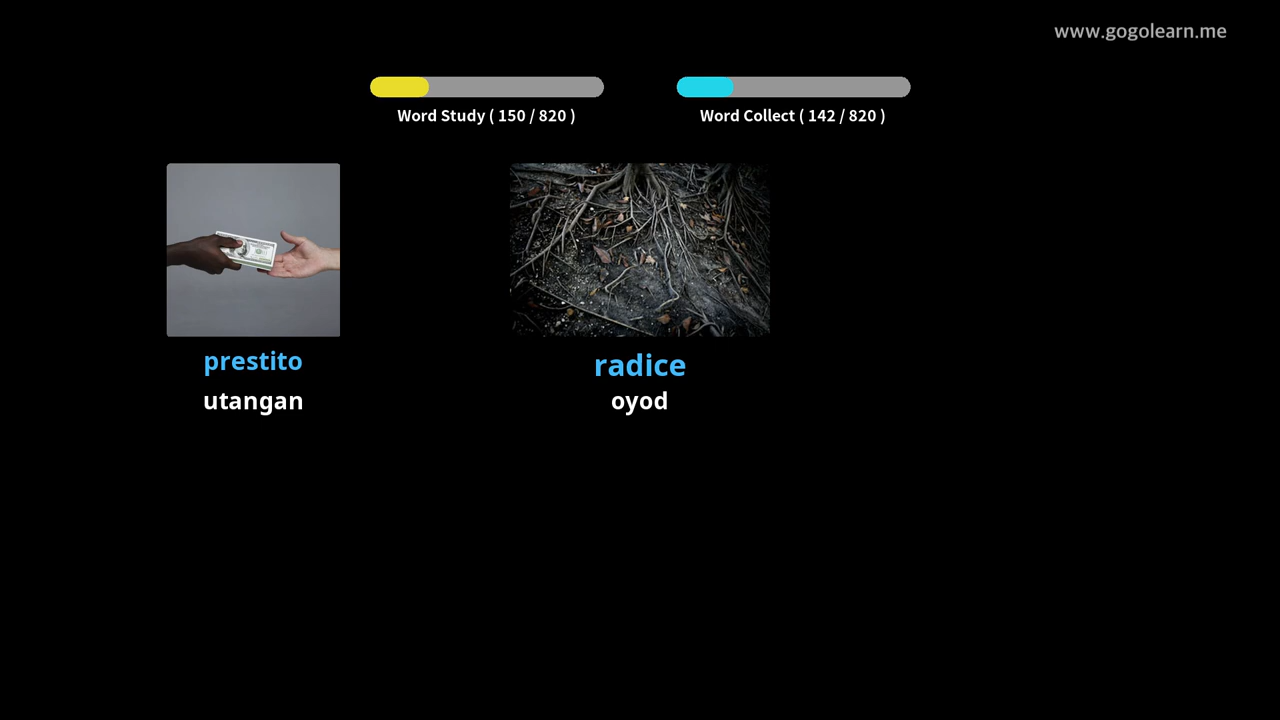 www.gogolearn.me
Word Study ( 150 / 820 )
Word Collect ( 142 / 820 )
prestito
utangan
radice
oyod